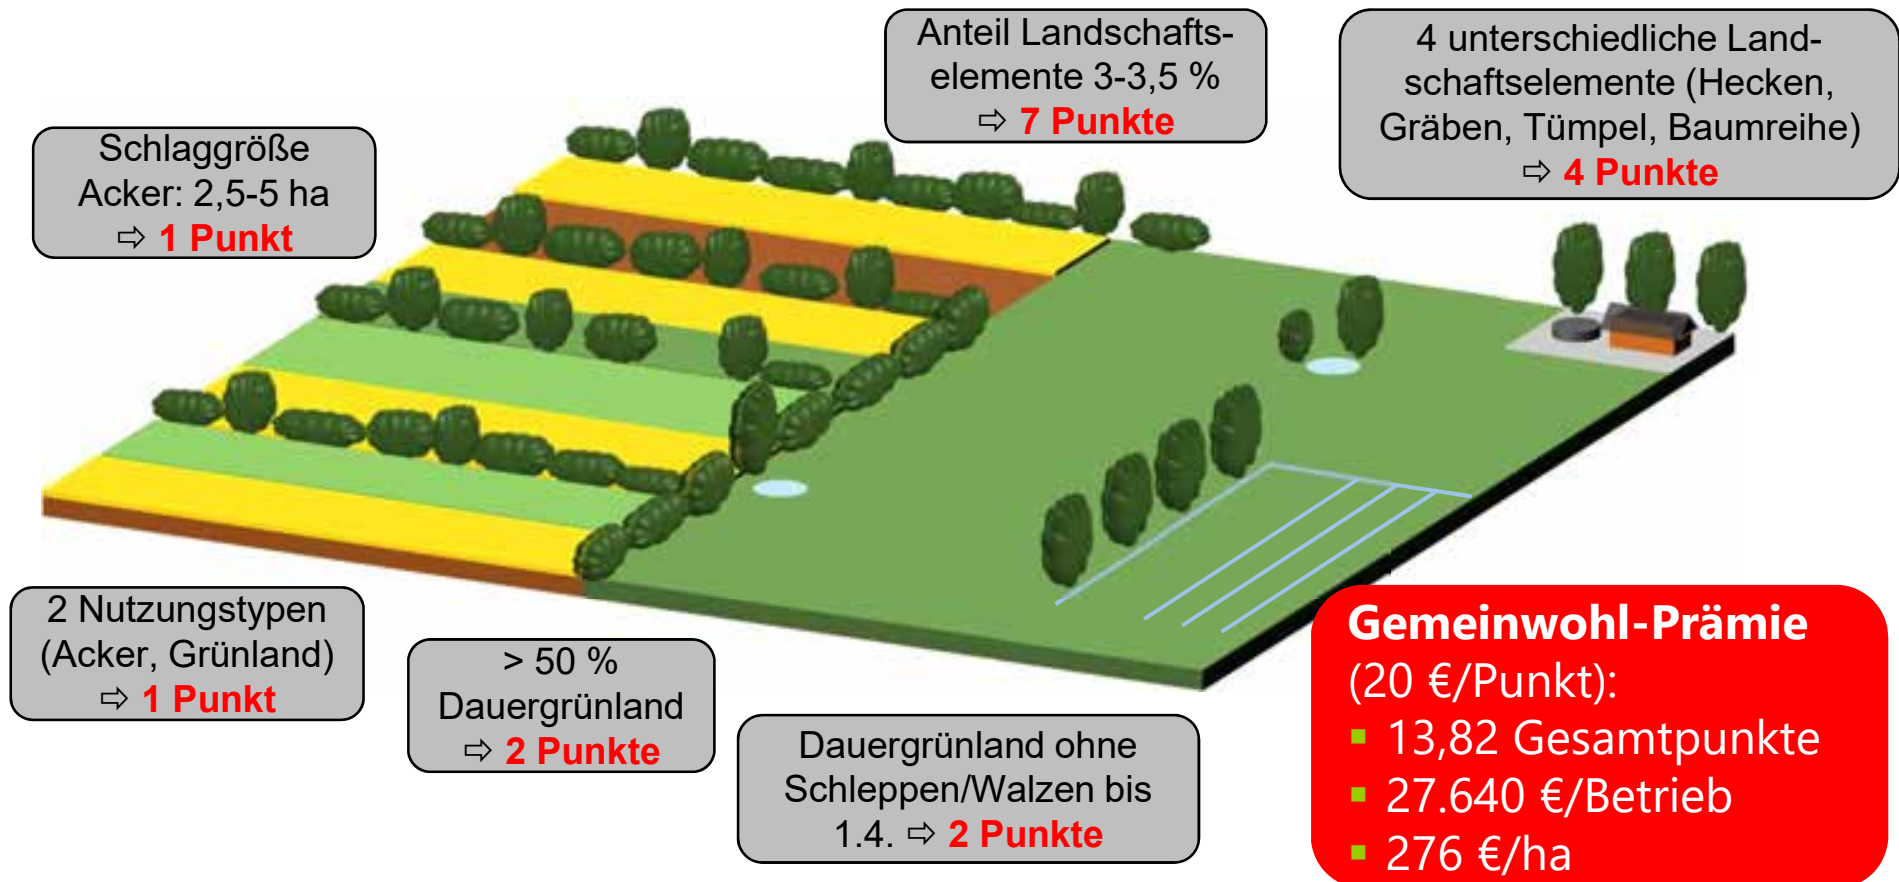 Anteil Landschafts-
elemente 3-3,5 %
⇨ 7 Punkte
4 unterschiedliche Land-
schaftselemente (Hecken,
Gräben, Tümpel, Baumreihe)
⇨ 4 Punkte
Schlaggröße
Acker: 2,5-5 ha
⇨ 1 Punkt
2 Nutzungstypen
(Acker, Grünland)
⇨ 1 Punkt
> 50 %
Dauergrünland
⇨ 2 Punkte
Dauergrünland ohne
Schleppen/Walzen bis
1.4. ⇨ 2 Punkte
Gemeinwohl-Prämie
(20 €/Punkt):
▪ 13,82 Gesamtpunkte
▪ 27.640 €/Betrieb
▪ 276 €/ha